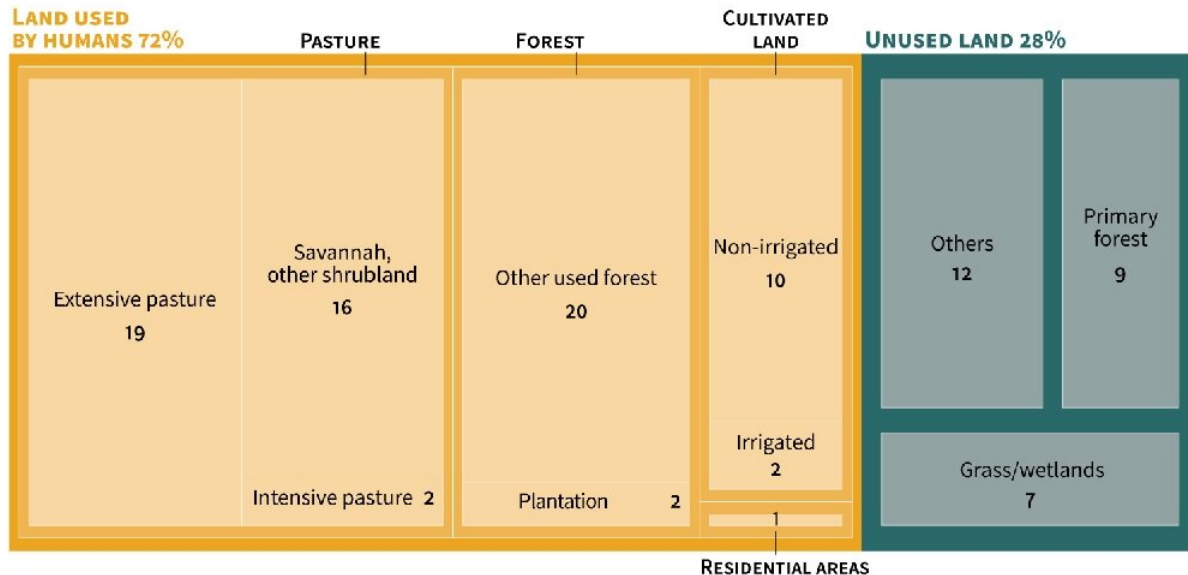 LAND USED
BY HUMANS 72%
PASTURE
FOREST
CULTIVATED
LAND
UNUSED LAND 28%
Extensive pasture
19
Savannah,
other shrubland
16
Intensive pasture 2
Other used forest
20
Plantation 2
Non-irrigated
10
Irrigated
2
1
RESIDENTIAL AREAS
Others
12
Primary
forest
9
Grass/wetlands
7